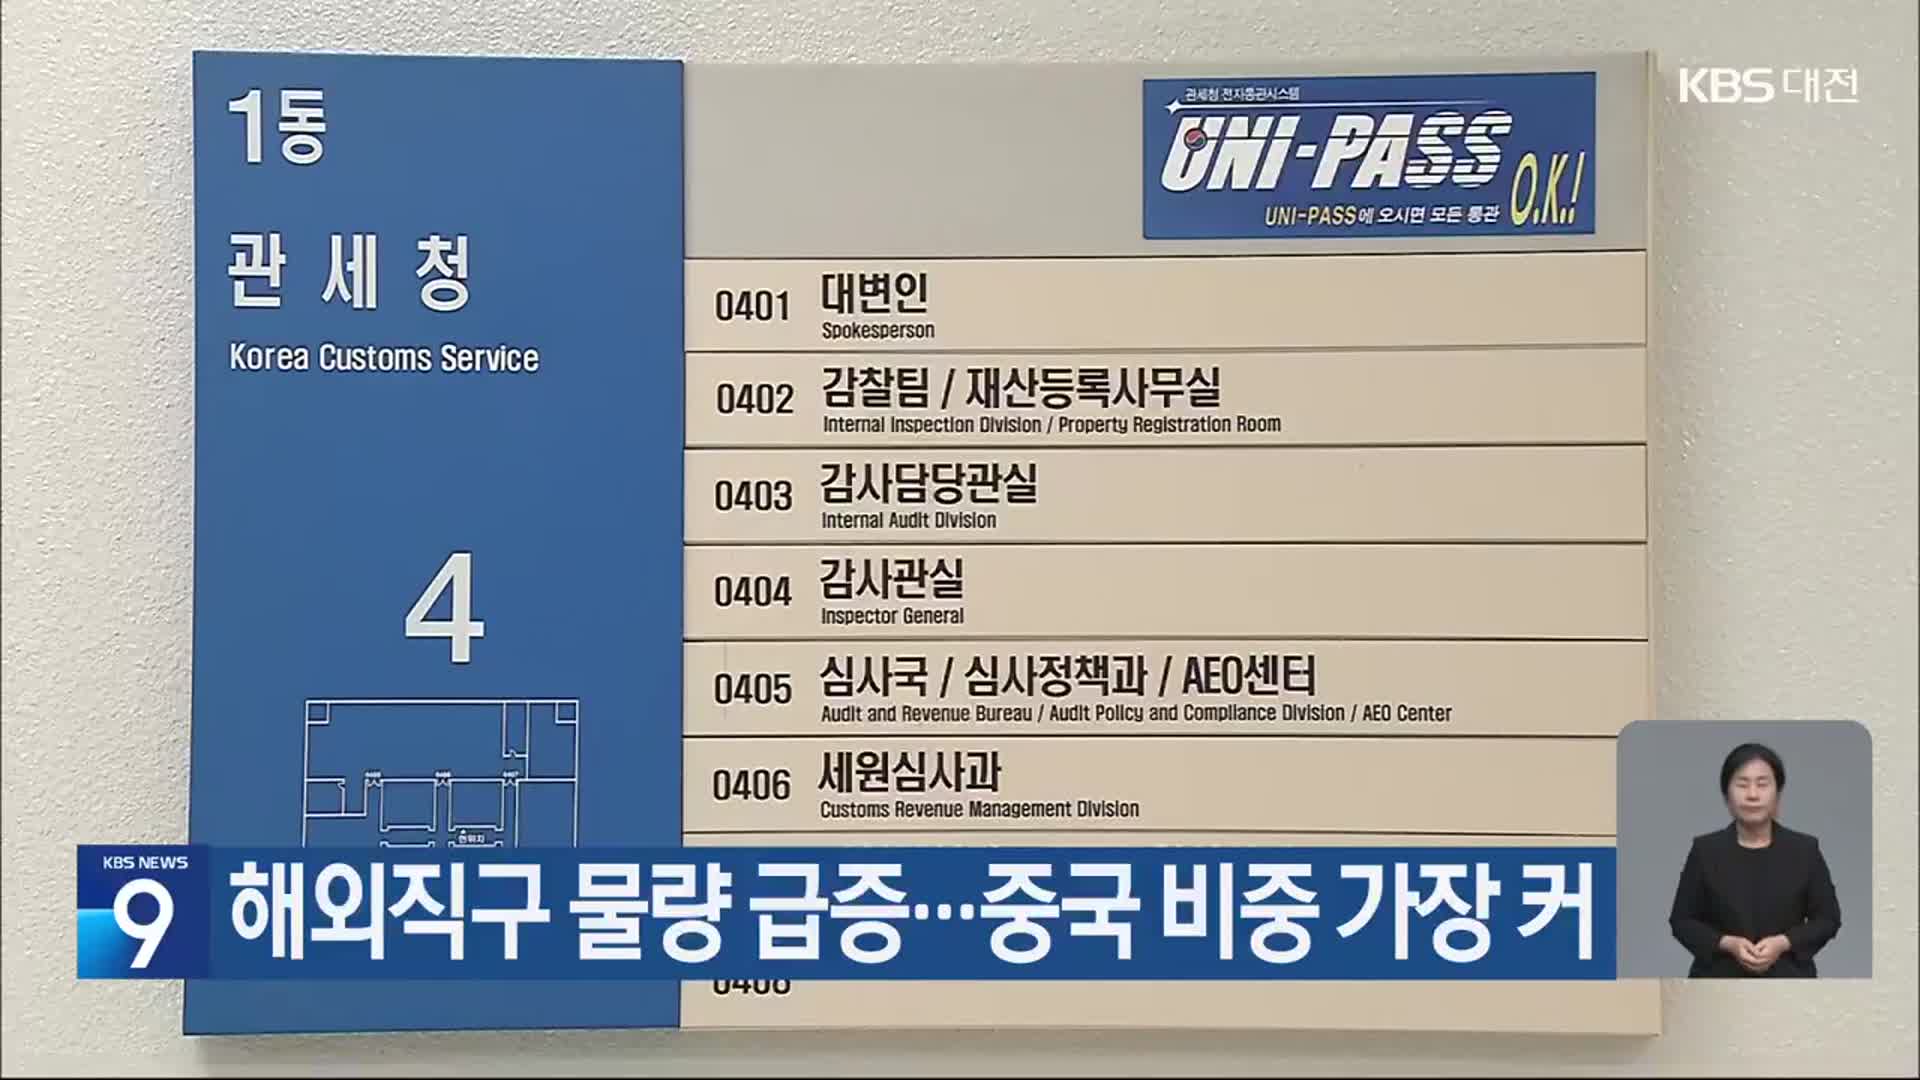 KBS 대전
1동
관세청
Korea Customs Service
4
관세청 전자통관시스템
UNI-PASS
UNI-PASS에 오시면 모든 통관 O.K.!
0401 대변인
Spokesperson
0402 감찰팀 / 재산등록사무실
Internal Inspection Division / Property Registration Room
0403 감사담당관실
Internal Audit Division
0404 감사관실
Inspector General
0405 심사국 / 심사정책과 / AEO센터
Audit and Revenue Bureau / Audit Policy and Compliance Division / AEO Center
0406 세원심사과
Customs Revenue Management Division
현위치
KBS NEWS
9
해외직구 물량 급증…중국 비중 가장 커